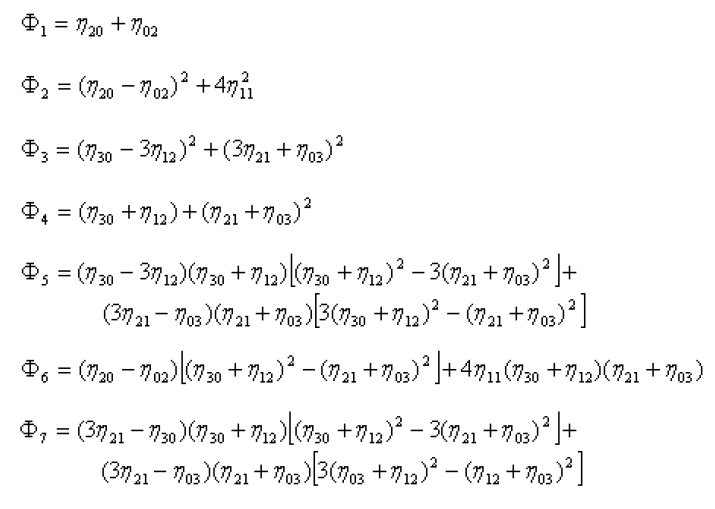 Φ₁ = η₂₀ + η₀₂
Φ₂ = (η₂₀ − η₀₂)² + 4η₁₁²
Φ₃ = (η₃₀ − 3η₁₂)² + (3η₂₁ + η₀₃)²
Φ₄ = (η₃₀ + η₁₂) + (η₂₁ + η₀₃)²
Φ₅ = (η₃₀ − 3η₁₂)(η₃₀ + η₁₂)⌊(η₃₀ + η₁₂)² − 3(η₂₁ + η₀₃)²⌋ +
(3η₂₁ − η₀₃)(η₂₁ + η₀₃)[3(η₃₀ + η₁₂)² − (η₂₁ + η₀₃)²]
Φ₆ = (η₂₀ − η₀₂)⌊(η₃₀ + η₁₂)² − (η₂₁ + η₀₃)²⌋ + 4η₁₁(η₃₀ + η₁₂)(η₂₁ + η₀₃)
Φ₇ = (3η₂₁ − η₃₀)(η₃₀ + η₁₂)⌊(η₃₀ + η₁₂)² − 3(η₂₁ + η₀₃)²⌋ +
(3η₂₁ − η₀₃)(η₂₁ + η₀₃)[3(η₀₃ + η₁₂)² − (η₁₂ + η₀₃)²]